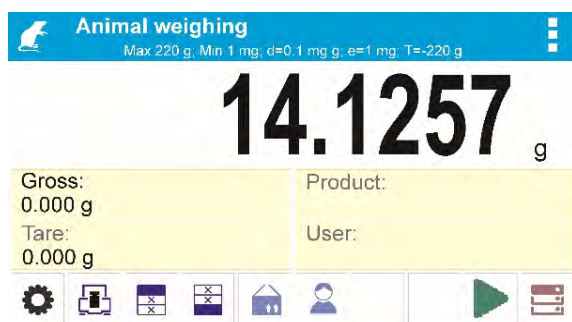 Animal weighing
Max 220 g; Min 1 mg; d=0.1 mg g; e=1 mg; T=-220 g
14.1257 g
Gross:
0.000 g
Product:
Tare:
0.000 g
User: